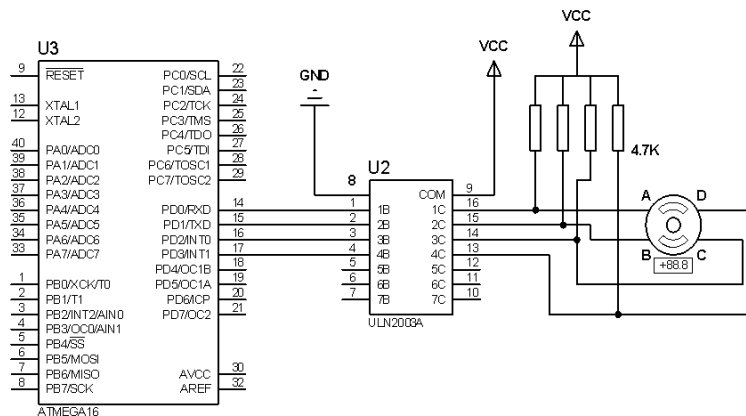 U3
9 RESET
13 XTAL1
12 XTAL2
40 PA0/ADC0
39 PA1/ADC1
38 PA2/ADC2
37 PA3/ADC3
36 PA4/ADC4
35 PA5/ADC5
34 PA6/ADC6
33 PA7/ADC7
1 PB0/XCK/T0
2 PB1/T1
3 PB2/INT2/AIN0
4 PB3/OC0/AIN1
5 PB4/SS
6 PB5/MOSI
7 PB6/MISO
8 PB7/SCK
PC0/SCL 22
PC1/SDA 23
PC2/TCK 24
PC3/TMS 25
PC4/TDO 26
PC5/TDI 27
PC6/TOSC1 28
PC7/TOSC2 29
PD0/RXD 14
PD1/TXD 15
PD2/INT0 16
PD3/INT1 17
PD4/OC1B 18
PD5/OC1A 19
PD6/ICP 20
PD7/OC2 21
AVCC 30
AREF 32
ATMEGA16
GND
U2
8
1 1B
2 2B
3 3B
4 4B
5 5B
6 6B
7 7B
COM 9
1C 16
2C 15
3C 14
4C 13
5C 12
6C 11
7C 10
ULN2003A
VCC
VCC
4.7K
A D
B C
+88.8